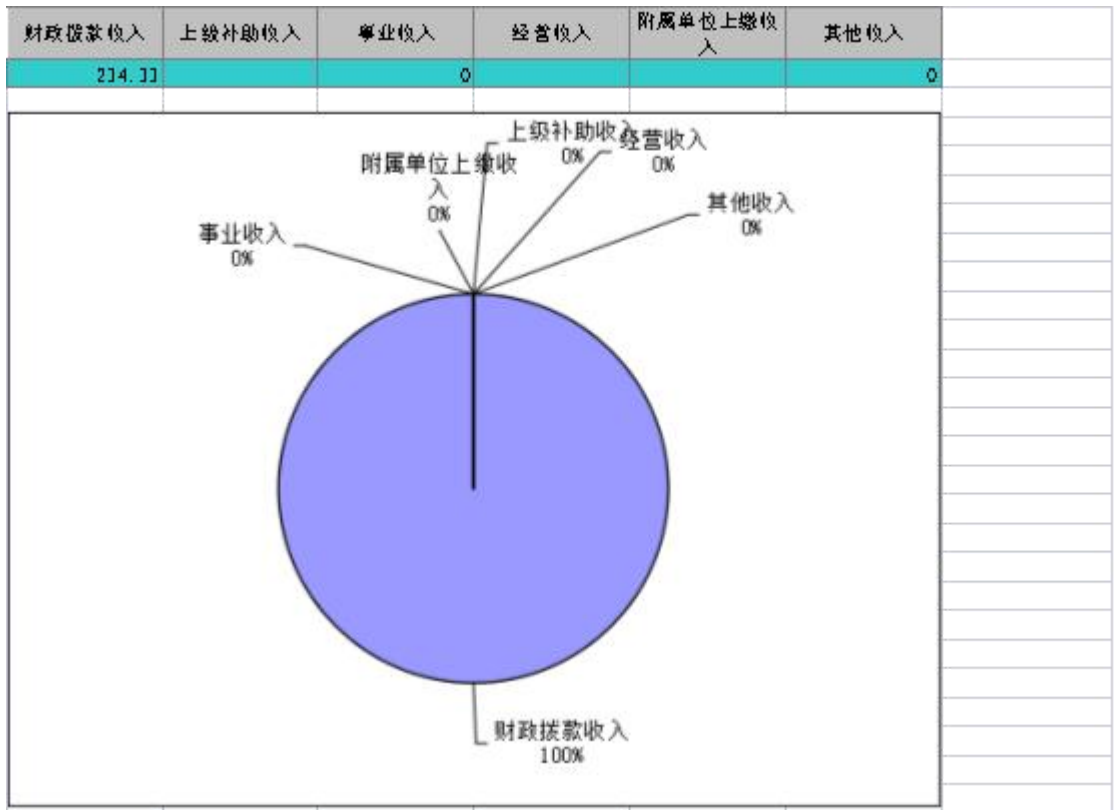 财政拨款收入 上级补助收入 事业收入 经营收入 附属单位上缴收入 其他收入
234.33 0 0
上级补助收入
0%
经营收入
0%
附属单位上缴收
入
0%
其他收入
0%
事业收入
0%
财政拨款收入
100%